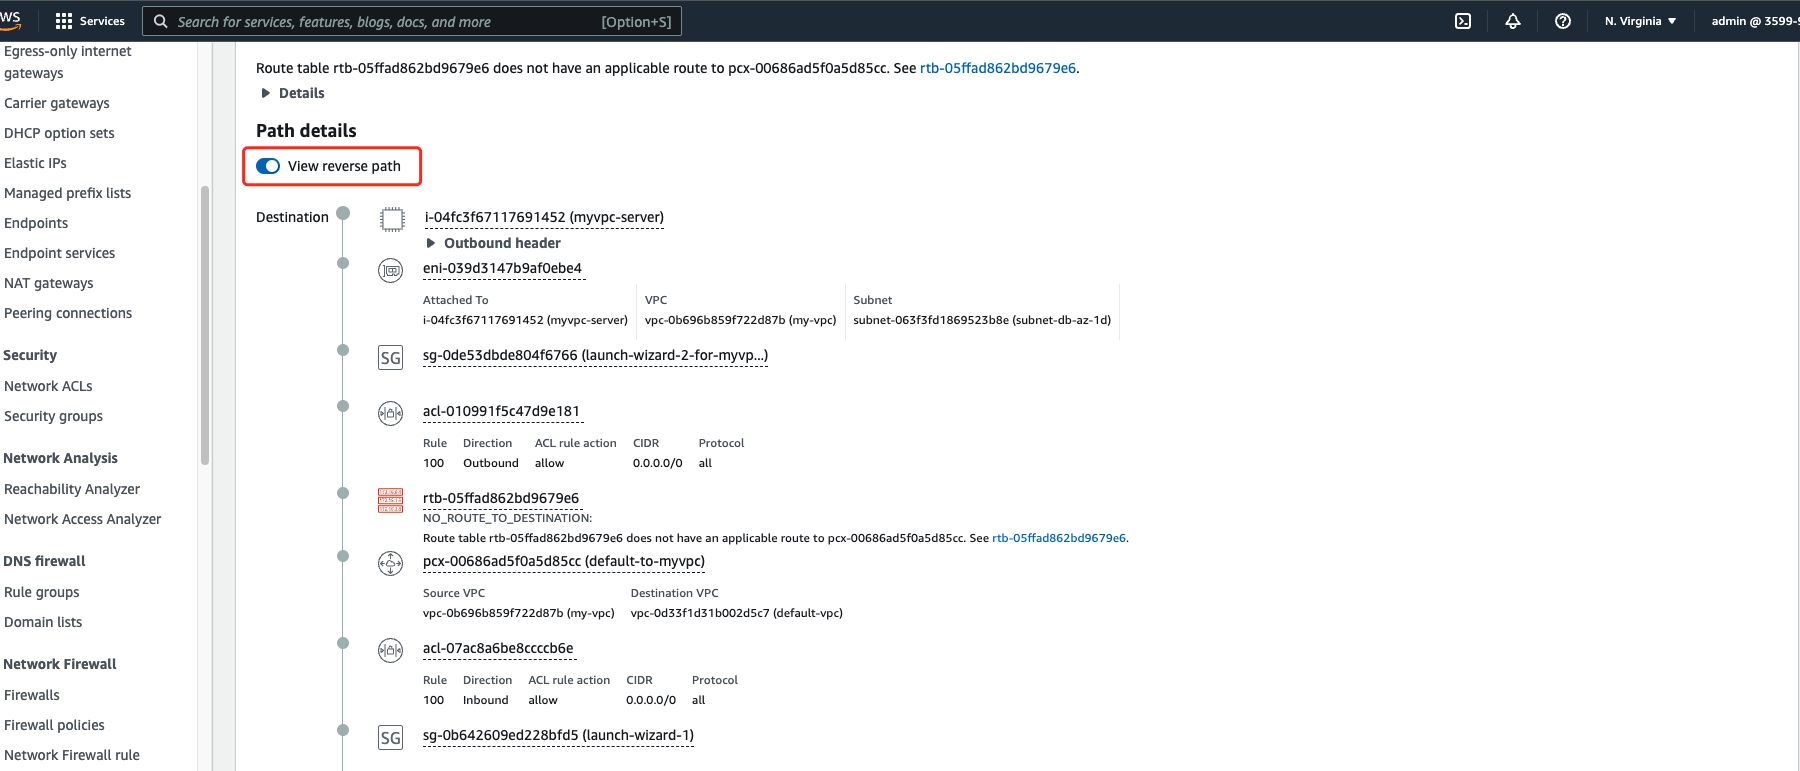 WS
Services
Search for services, features, blogs, docs, and more
[Option+S]
N. Virginia ▼
admin @ 3599-
Egress-only internet
gateways
Carrier gateways
DHCP option sets
Elastic IPs
Managed prefix lists
Endpoints
Endpoint services
NAT gateways
Peering connections
Security
Network ACLs
Security groups
Network Analysis
Reachability Analyzer
Network Access Analyzer
DNS firewall
Rule groups
Domain lists
Network Firewall
Firewalls
Firewall policies
Network Firewall rule
Route table rtb-05ffad862bd9679e6 does not have an applicable route to pcx-00686ad5f0a5d85cc. See rtb-05ffad862bd9679e6.
Details
Path details
View reverse path
Destination
i-04fc3f67117691452 (myvpc-server)
Outbound header
eni-039d3147b9af0ebe4
Attached To VPC Subnet
i-04fc3f67117691452 (myvpc-server) vpc-0b696b859f722d87b (my-vpc) subnet-063f3fd1869523b8e (subnet-db-az-1d)
SG
sg-0de53dbde804f6766 (launch-wizard-2-for-myvp...)
acl-010991f5c47d9e181
Rule Direction ACL rule action CIDR Protocol
100 Outbound allow 0.0.0.0/0 all
rtb-05ffad862bd9679e6
NO_ROUTE_TO_DESTINATION:
Route table rtb-05ffad862bd9679e6 does not have an applicable route to pcx-00686ad5f0a5d85cc. See rtb-05ffad862bd9679e6.
pcx-00686ad5f0a5d85cc (default-to-myvpc)
Source VPC Destination VPC
vpc-0b696b859f722d87b (my-vpc) vpc-0d33f1d31b002d5c7 (default-vpc)
acl-07ac8a6be8ccccb6e
Rule Direction ACL rule action CIDR Protocol
100 Inbound allow 0.0.0.0/0 all
SG
sg-0b642609ed228bfd5 (launch-wizard-1)